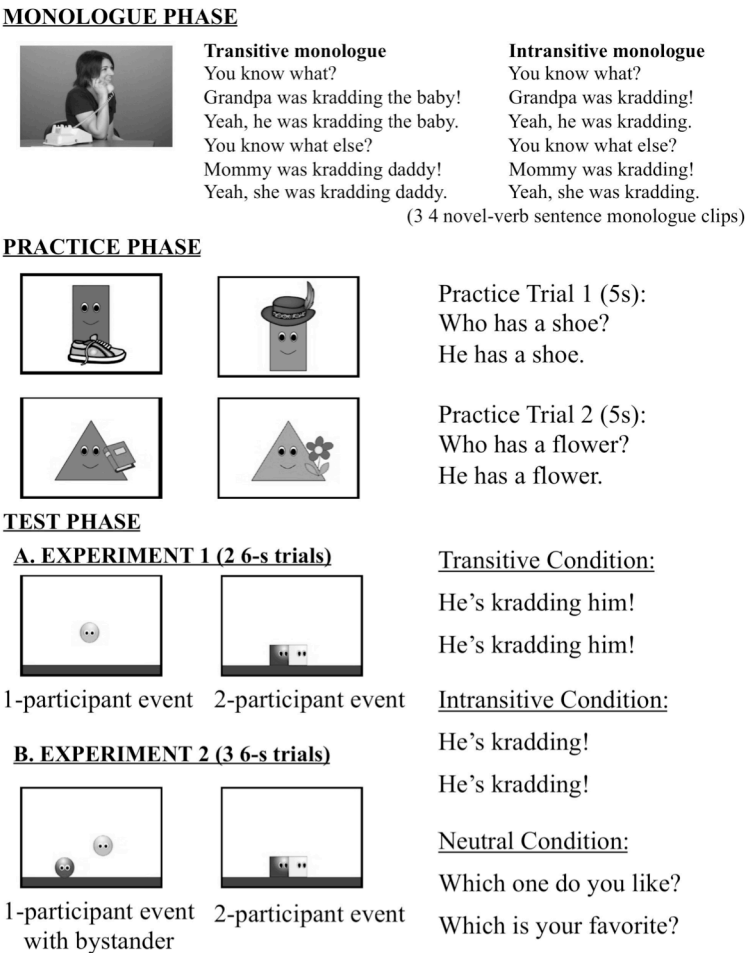 MONOLOGUE PHASE
Transitive monologue
You know what?
Grandpa was kradding the baby!
Yeah, he was kradding the baby.
You know what else?
Mommy was kradding daddy!
Yeah, she was kradding daddy.
Intransitive monologue
You know what?
Grandpa was kradding!
Yeah, he was kradding.
You know what else?
Mommy was kradding!
Yeah, she was kradding.
(3 4 novel-verb sentence monologue clips)
PRACTICE PHASE
Practice Trial 1 (5s):
Who has a shoe?
He has a shoe.
Practice Trial 2 (5s):
Who has a flower?
He has a flower.
TEST PHASE
A. EXPERIMENT 1 (2 6-s trials)
1-participant event
2-participant event
B. EXPERIMENT 2 (3 6-s trials)
1-participant event
with bystander
2-participant event
Transitive Condition:
He's kradding him!
He's kradding him!
Intransitive Condition:
He's kradding!
He's kradding!
Neutral Condition:
Which one do you like?
Which is your favorite?